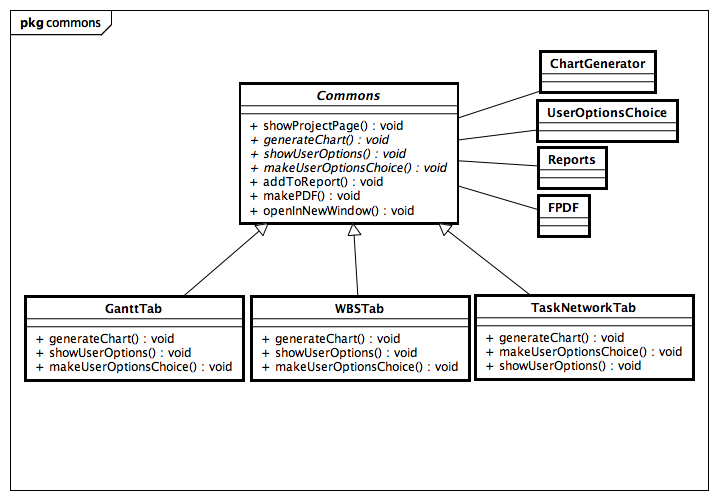 pkg commons
Commons
+ showProjectPage() : void
+ generateChart() : void
+ showUserOptions() : void
+ makeUserOptionsChoice() : void
+ addToReport() : void
+ makePDF() : void
+ openInNewWindow() : void
ChartGenerator
UserOptionsChoice
Reports
FPDF
GanttTab
+ generateChart() : void
+ showUserOptions() : void
+ makeUserOptionsChoice() : void
WBSTab
+ generateChart() : void
+ showUserOptions() : void
+ makeUserOptionsChoice() : void
TaskNetworkTab
+ generateChart() : void
+ makeUserOptionsChoice() : void
+ showUserOptions() : void